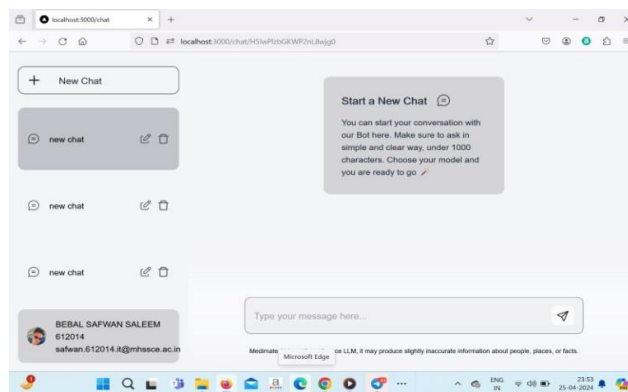 localhost:3000/chat
localhost:3000/chat/H5iwPlzbGKWP2nL8wjg0
New Chat
new chat
new chat
new chat
BEBAL SAFWAN SALEEM
612014
safwan.612014.it@mhssce.ac.in
Start a New Chat
You can start your conversation with
our Bot here. Make sure to ask in
simple and clear way, under 1000
characters. Choose your model and
you are ready to go
Type your message here...
Medimate ce LLM, it may produce slightly inaccurate information about people, places, or facts.
Microsoft Edge
ENG
IN
23:53
25-04-2024